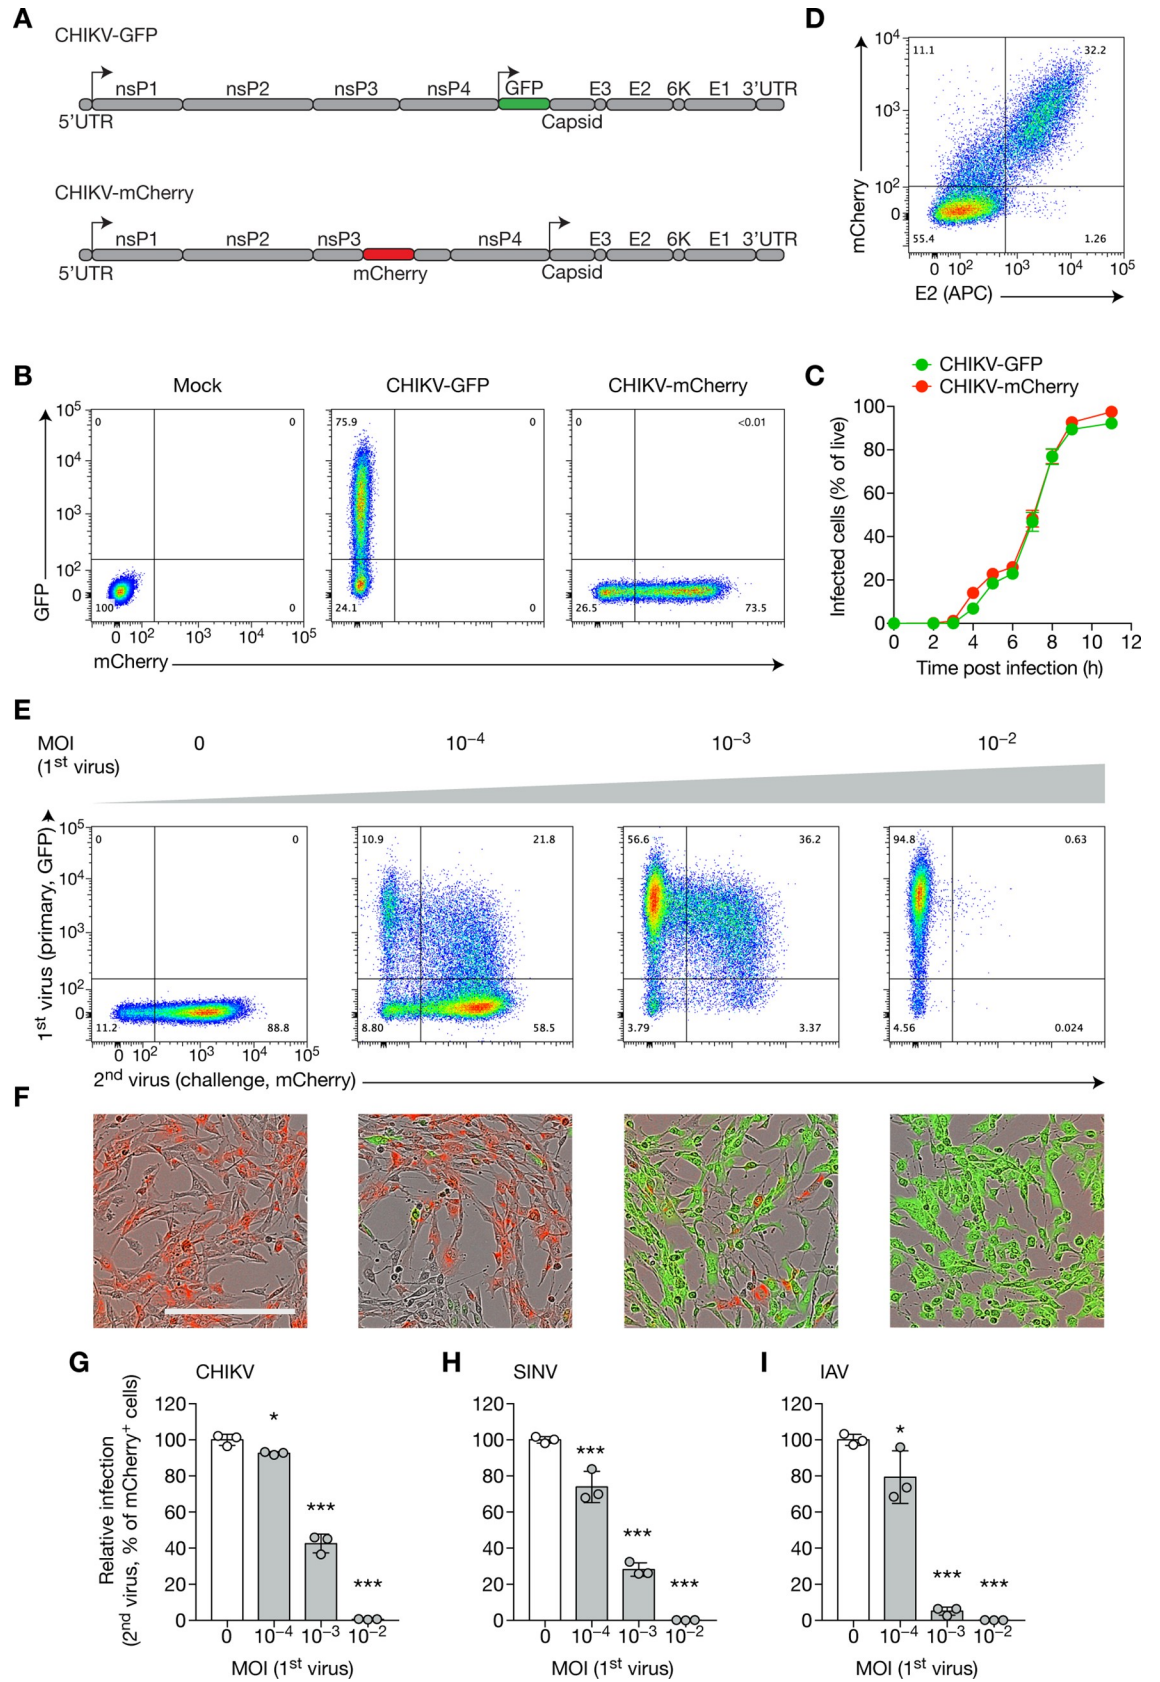 A
CHIKV-GFP
nsP1 nsP2 nsP3 nsP4 GFP E3 E2 6K E1 3’UTR
5’UTR Capsid
CHIKV-mCherry
nsP1 nsP2 nsP3 nsP4 E3 E2 6K E1 3’UTR
5’UTR mCherry Capsid
D
10⁴
11.1 32.2
10³
10²
0
55.4 1.26
mCherry
0 10² 10³ 10⁴ 10⁵
E2 (APC)
B
Mock CHIKV-GFP CHIKV-mCherry
10⁵
0 0 75.9 0 0 <0.01
10⁴
10³
10²
0
100 0 24.1 0 26.5 73.5
GFP
0 10² 10³ 10⁴ 10⁵
mCherry
C
CHIKV-GFP
CHIKV-mCherry
100
80
60
40
20
0
Infected cells (% of live)
0 2 4 6 8 10 12
Time post infection (h)
E
MOI
(1st virus)
0 10−4 10−3 10−2
10⁵
0 0 10.9 21.8 56.6 36.2 94.8 0.63
10⁴
10³
10²
0
11.2 88.8 8.80 58.5 3.79 3.37 4.56 0.024
1st virus (primary, GFP)
0 10² 10³ 10⁴ 10⁵
2nd virus (challenge, mCherry)
F
G CHIKV
Relative infection
(2nd virus, % of mCherry+ cells)
120
100
80
60
40
20
0
* *** ***
0 10−4 10−3 10−2
MOI (1st virus)
H SINV
120
100
80
60
40
20
0
*** *** ***
0 10−4 10−3 10−2
MOI (1st virus)
I IAV
120
100
80
60
40
20
0
* *** ***
0 10−4 10−3 10−2
MOI (1st virus)